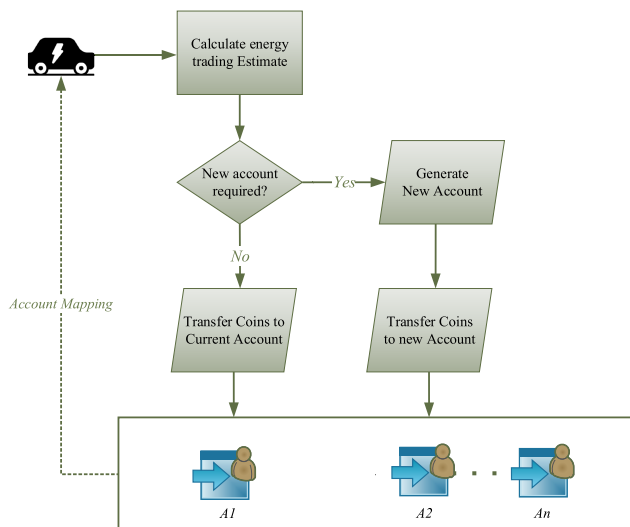 Calculate energy
trading Estimate
New account
required?
Yes
Generate
New Account
No
Account Mapping
Transfer Coins to
Current Account
Transfer Coins
to new Account
A1
A2
An